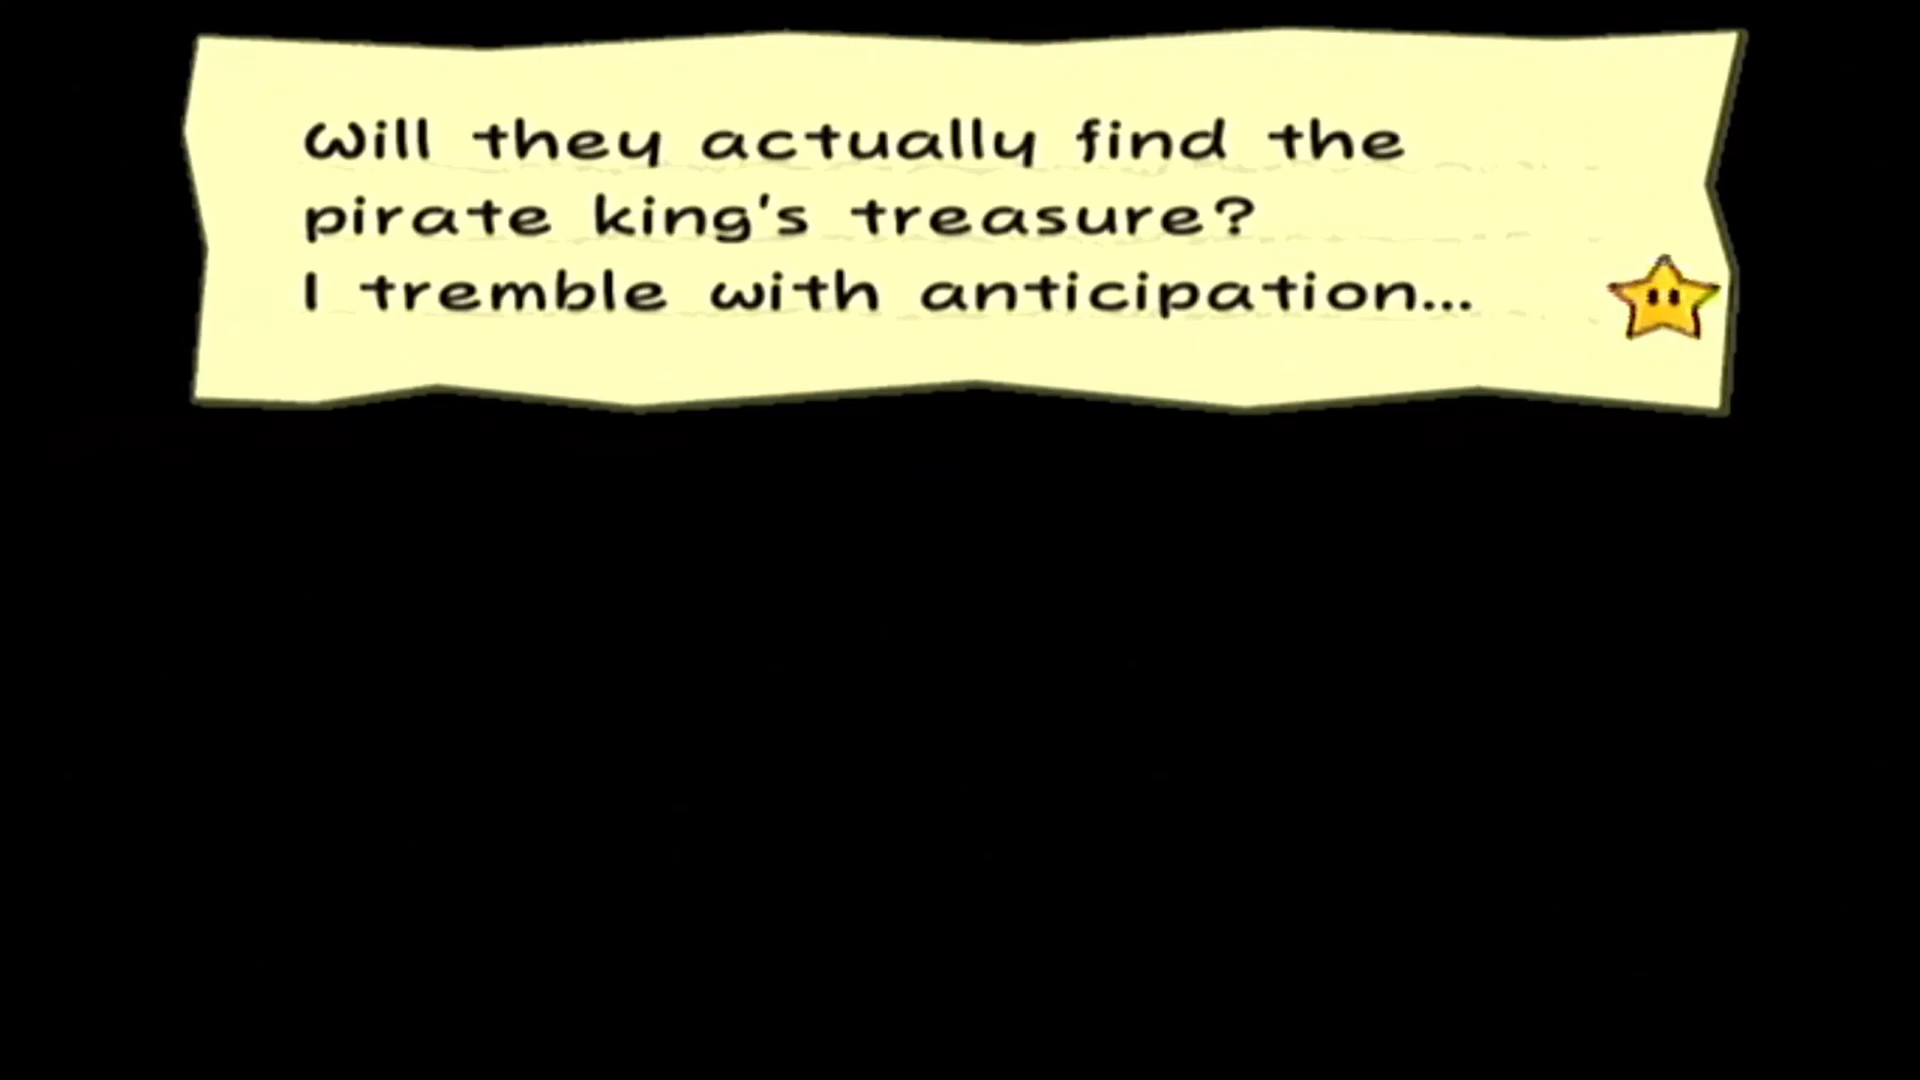 Will they actually find the
pirate king's treasure?
I tremble with anticipation...